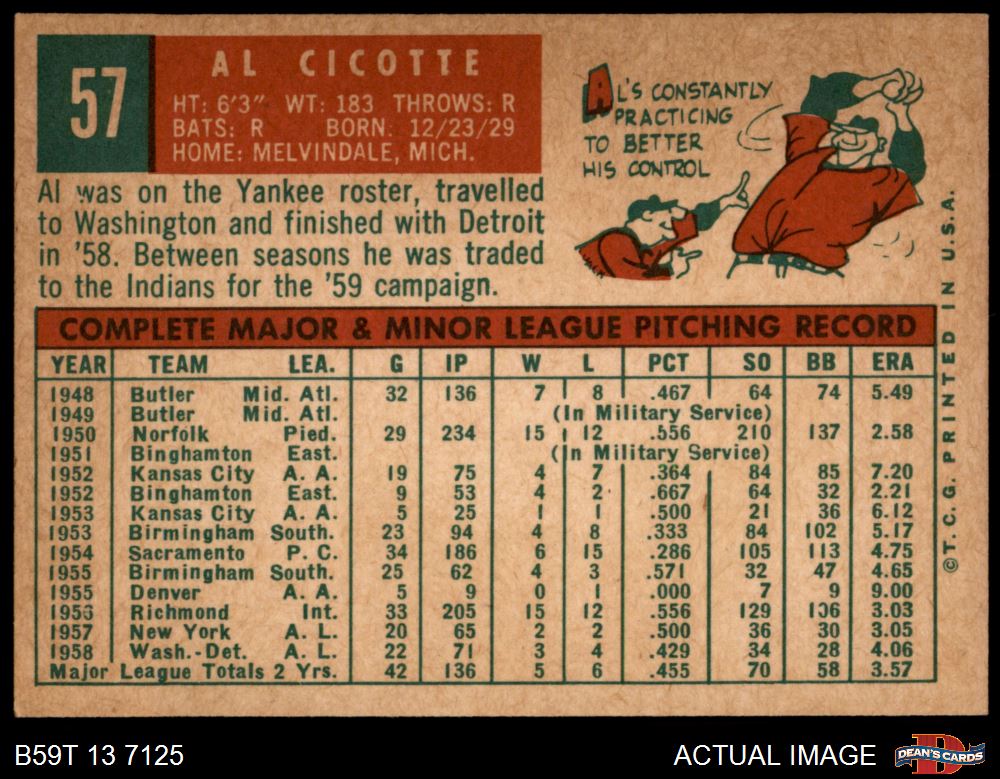 57
AL CICOTTE
HT: 6'3" WT: 183 THROWS: R
BATS: R BORN: 12/23/29
HOME: MELVINDALE, MICH.
AL'S CONSTANTLY
PRACTICING
TO BETTER
HIS CONTROL
Al was on the Yankee roster, travelled
to Washington and finished with Detroit
in '58. Between seasons he was traded
to the Indians for the '59 campaign.
COMPLETE MAJOR & MINOR LEAGUE PITCHING RECORD
YEAR TEAM LEA. G IP W L PCT SO BB ERA
1948 Butler Mid. Atl. 32 136 7 8 .467 64 74 5.49
1949 Butler Mid. Atl. (In Military Service)
1950 Norfolk Pied. 29 234 15 12 .556 210 137 2.58
1951 Binghamton East. (In Military Service)
1952 Kansas City A. A. 19 75 4 7 .364 84 85 7.20
1952 Binghamton East. 9 53 4 2 .667 64 32 2.21
1953 Kansas City A. A. 5 25 1 1 .500 21 36 6.12
1953 Birmingham South. 23 94 4 8 .333 84 102 5.17
1954 Sacramento P. C. 34 186 6 15 .286 105 113 4.75
1955 Birmingham South. 25 62 4 3 .571 32 47 4.65
1955 Denver A. A. 5 9 0 1 .000 7 9 9.00
1956 Richmond Int. 33 205 15 12 .556 129 106 3.03
1957 New York A. L. 20 65 2 2 .500 36 30 3.05
1958 Wash.-Det. A. L. 22 71 3 4 .429 34 28 4.06
Major League Totals 2 Yrs. 42 136 5 6 .455 70 58 3.57
©T. C. G. PRINTED IN U.S.A.
B59T 13 7125
ACTUAL IMAGE
DEAN'S CARDS